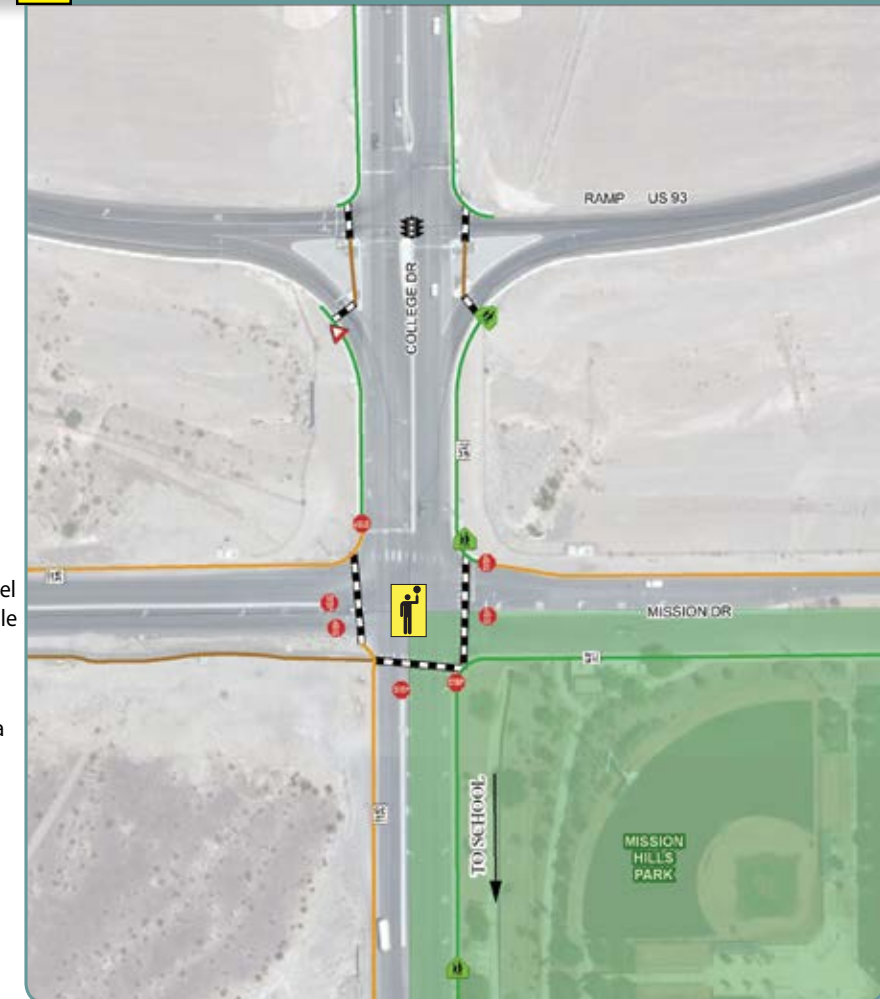 RAMP US 93
COLLEGE DR
el
le
MISSION DR
a
TO SCHOOL
MISSION
HILLS
PARK